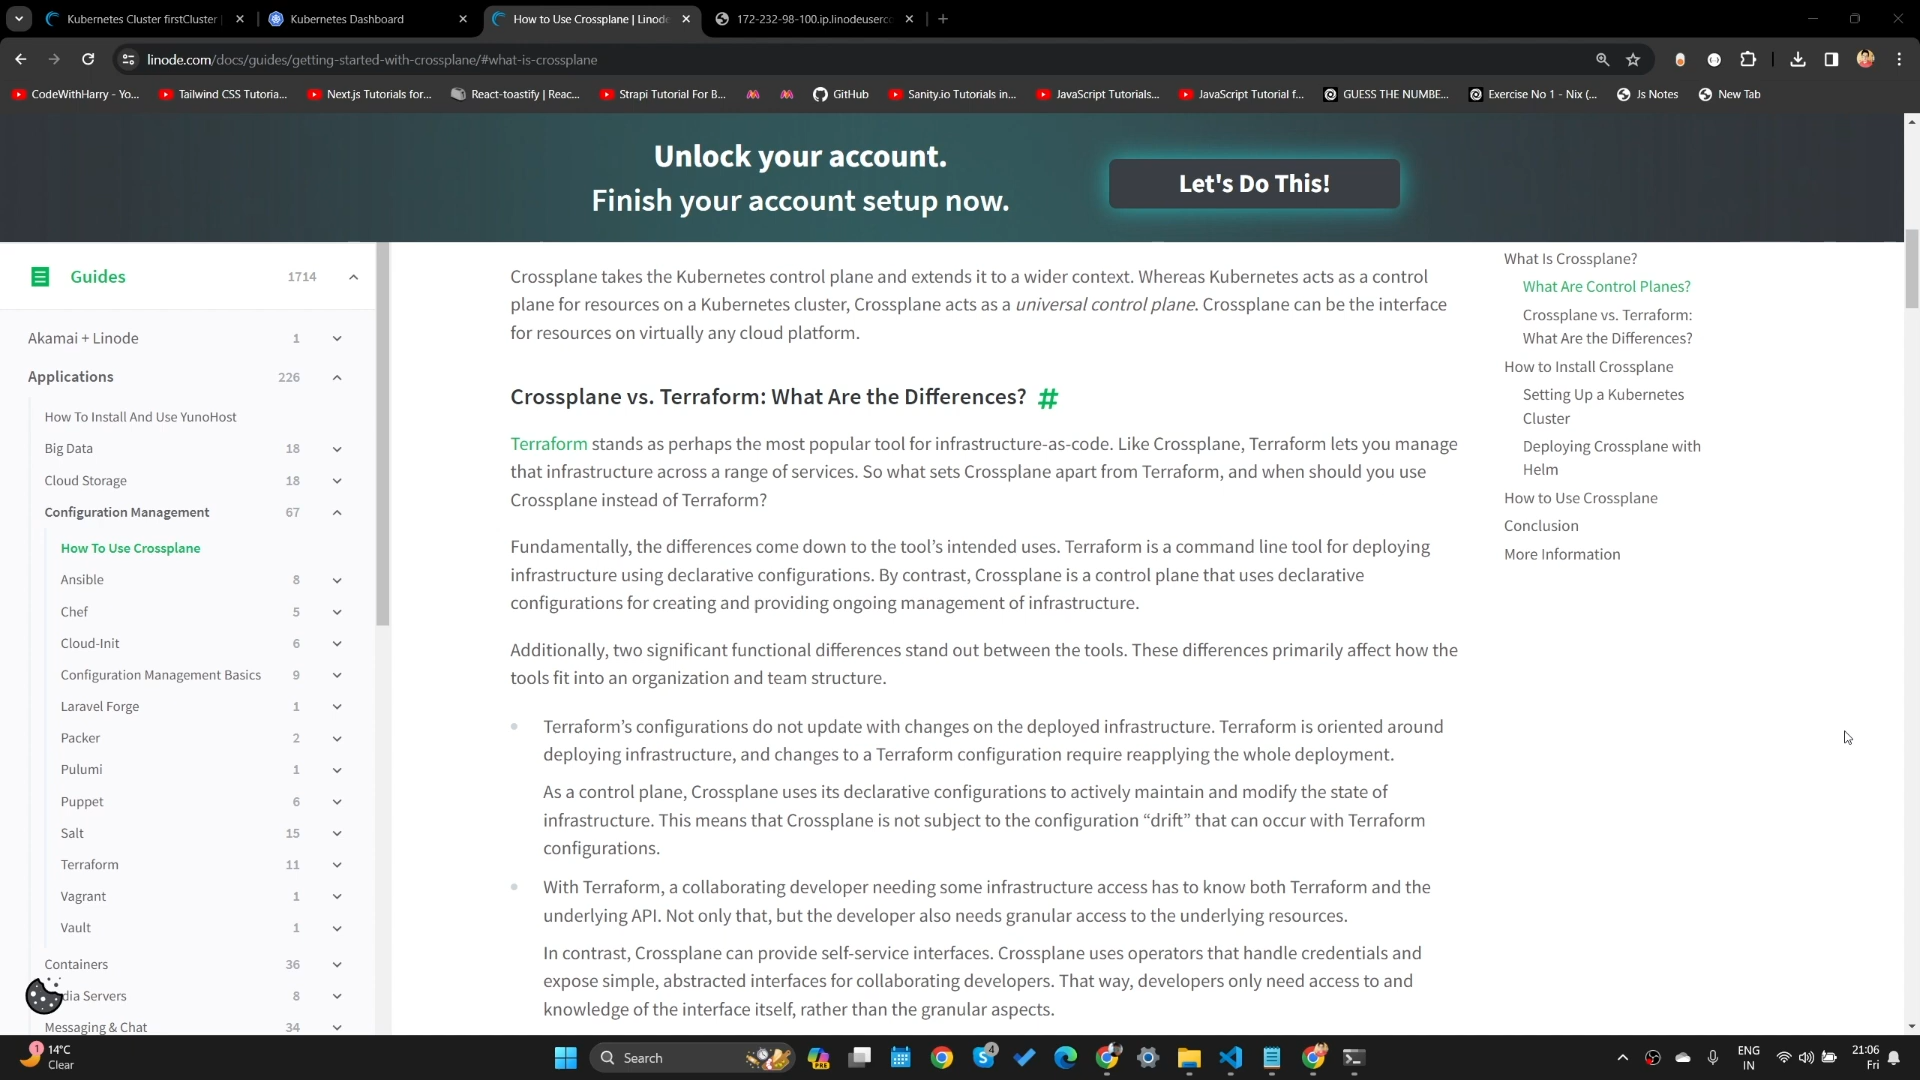 Kubernetes Cluster firstCluster
Kubernetes Dashboard
How to Use Crossplane | Linode
172-232-98-100.ip.linodeuserc
linode.com/docs/guides/getting-started-with-crossplane/#what-is-crossplane
CodeWithHarry - Yo...
Tailwind CSS Tutoria...
Next.js Tutorials for...
React-toastify | Reac...
Strapi Tutorial For B...
GitHub
Sanity.io Tutorials in...
JavaScript Tutorials...
JavaScript Tutorial f...
GUESS THE NUMBE...
Exercise No 1 - Nix (...
Js Notes
New Tab
Unlock your account.
Finish your account setup now.
Let's Do This!
Guides 1714
Akamai + Linode 1
Applications 226
How To Install And Use YunoHost
Big Data 18
Cloud Storage 18
Configuration Management 67
How To Use Crossplane
Ansible 8
Chef 5
Cloud-Init 6
Configuration Management Basics 9
Laravel Forge 1
Packer 2
Pulumi 1
Puppet 6
Salt 15
Terraform 11
Vagrant 1
Vault 1
Containers 36
dia Servers 8
Messaging & Chat 34
Crossplane takes the Kubernetes control plane and extends it to a wider context. Whereas Kubernetes acts as a control
plane for resources on a Kubernetes cluster, Crossplane acts as a universal control plane. Crossplane can be the interface
for resources on virtually any cloud platform.
Crossplane vs. Terraform: What Are the Differences? #
Terraform stands as perhaps the most popular tool for infrastructure-as-code. Like Crossplane, Terraform lets you manage
that infrastructure across a range of services. So what sets Crossplane apart from Terraform, and when should you use
Crossplane instead of Terraform?
Fundamentally, the differences come down to the tool’s intended uses. Terraform is a command line tool for deploying
infrastructure using declarative configurations. By contrast, Crossplane is a control plane that uses declarative
configurations for creating and providing ongoing management of infrastructure.
Additionally, two significant functional differences stand out between the tools. These differences primarily affect how the
tools fit into an organization and team structure.
Terraform’s configurations do not update with changes on the deployed infrastructure. Terraform is oriented around
deploying infrastructure, and changes to a Terraform configuration require reapplying the whole deployment.
As a control plane, Crossplane uses its declarative configurations to actively maintain and modify the state of
infrastructure. This means that Crossplane is not subject to the configuration “drift” that can occur with Terraform
configurations.
With Terraform, a collaborating developer needing some infrastructure access has to know both Terraform and the
underlying API. Not only that, but the developer also needs granular access to the underlying resources.
In contrast, Crossplane can provide self-service interfaces. Crossplane uses operators that handle credentials and
expose simple, abstracted interfaces for collaborating developers. That way, developers only need access to and
knowledge of the interface itself, rather than the granular aspects.
What Is Crossplane?
What Are Control Planes?
Crossplane vs. Terraform:
What Are the Differences?
How to Install Crossplane
Setting Up a Kubernetes
Cluster
Deploying Crossplane with
Helm
How to Use Crossplane
Conclusion
More Information
1
14°C
Clear
Search
PRE
4
ENG
IN
21:06
Fri